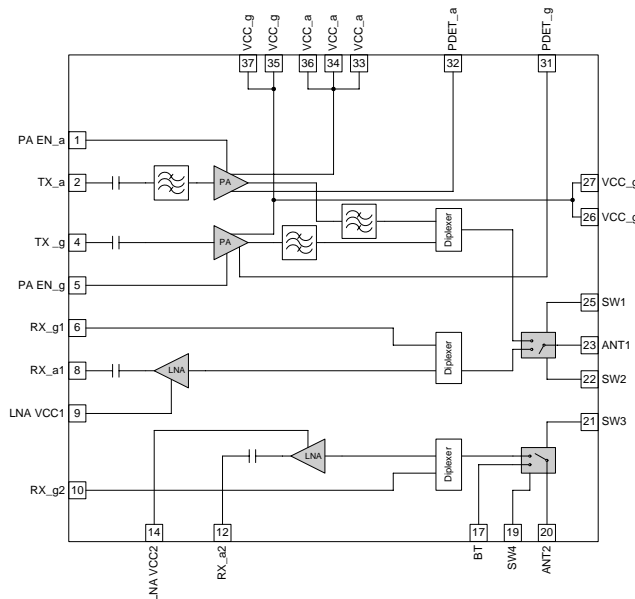 VCC_g
VCC_g
VCC_a
VCC_a
VCC_a
PDET_a
PDET_g
37
35
36
34
33
32
31
PA EN_a
1
TX_a
2
PA
27
VCC_g
26
VCC_g
TX_g
4
PA
Diplexer
PA EN_g
5
25
SW1
RX_g1
6
Diplexer
23
ANT1
RX_a1
8
LNA
22
SW2
LNA VCC1
9
21
SW3
LNA
Diplexer
RX_g2
10
14
12
17
19
20
LNA VCC2
RX_a2
BT
SW4
ANT2